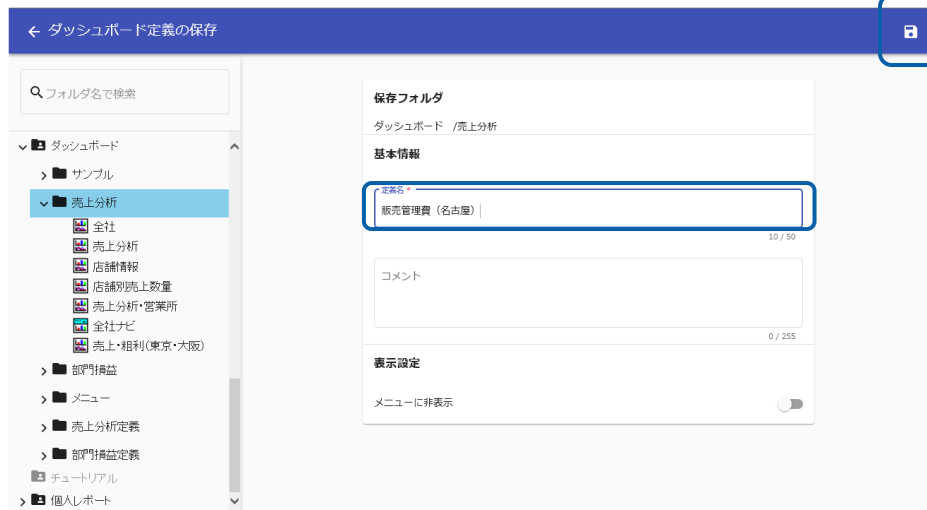 ダッシュボード定義の保存
フォルダ名で検索
ダッシュボード
サンプル
売上分析
全社
売上分析
店舗情報
店舗別売上数量
売上分析・営業所
全社ナビ
売上・粗利(東京・大阪)
部門損益
メニュー
売上分析定義
部門損益定義
チュートリアル
個人レポート
保存フォルダ
ダッシュボード /売上分析
基本情報
定義名 *
販売管理費（名古屋）
10 / 50
コメント
0 / 255
表示設定
メニューに非表示